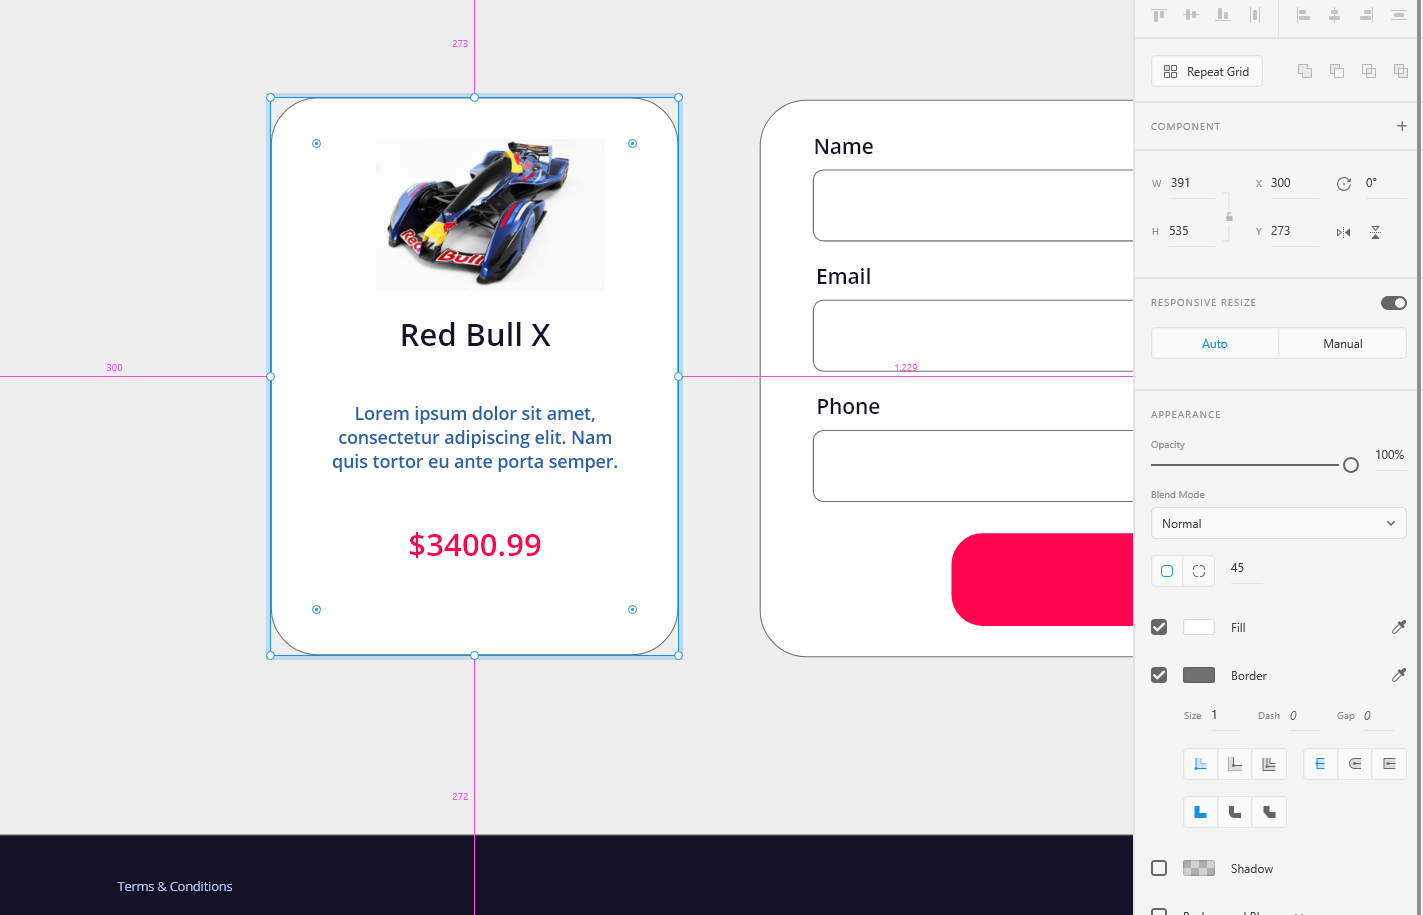 273
Repeat Grid
COMPONENT
W 391
X 300
0°
H 535
Y 273
RESPONSIVE RESIZE
Auto
Manual
APPEARANCE
Opacity
100%
Blend Mode
Normal
45
Fill
Border
Size 1
Dash 0
Gap 0
Shadow
300
Red
Bull
Red Bull X
Lorem ipsum dolor sit amet,
consectetur adipiscing elit. Nam
quis tortor eu ante porta semper.
$3400.99
Name
Email
1,229
Phone
272
Terms & Conditions